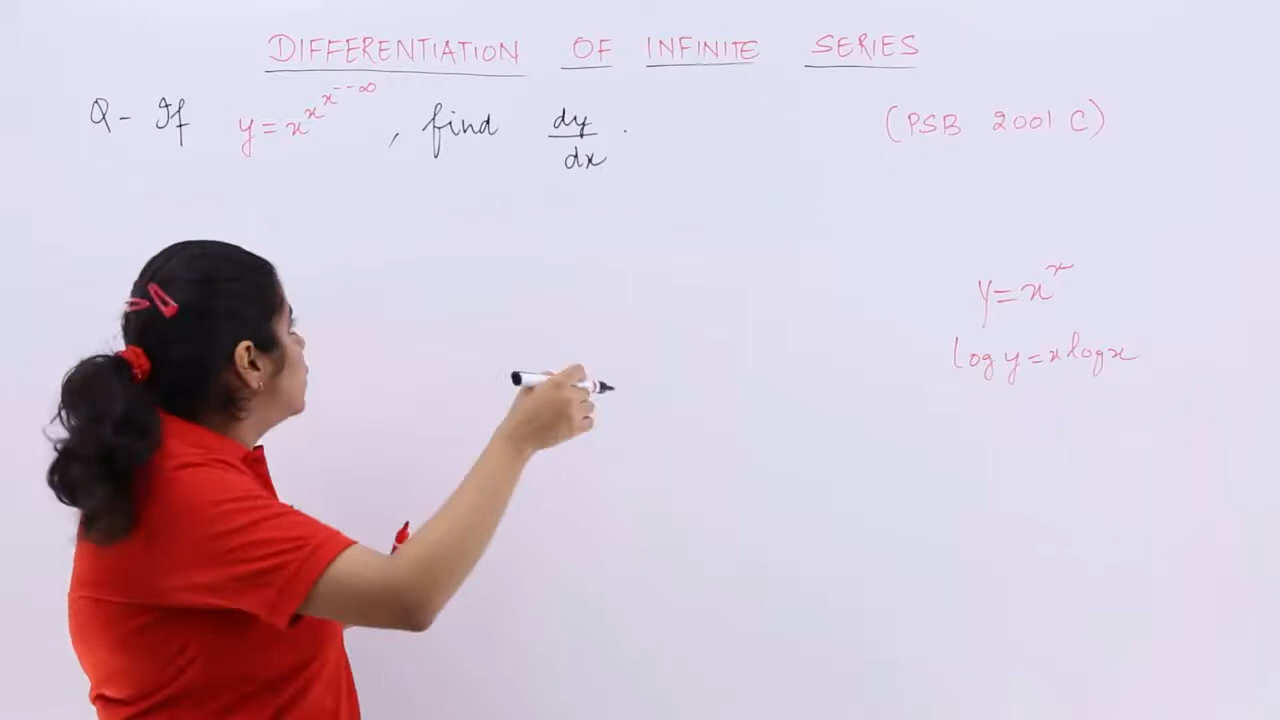 DIFFERENTIATION OF INFINITE SERIES
Q- If y = x^x^x^--∞, find dy/dx. (PSB 2001 C)
y = x^x
log y = x log x